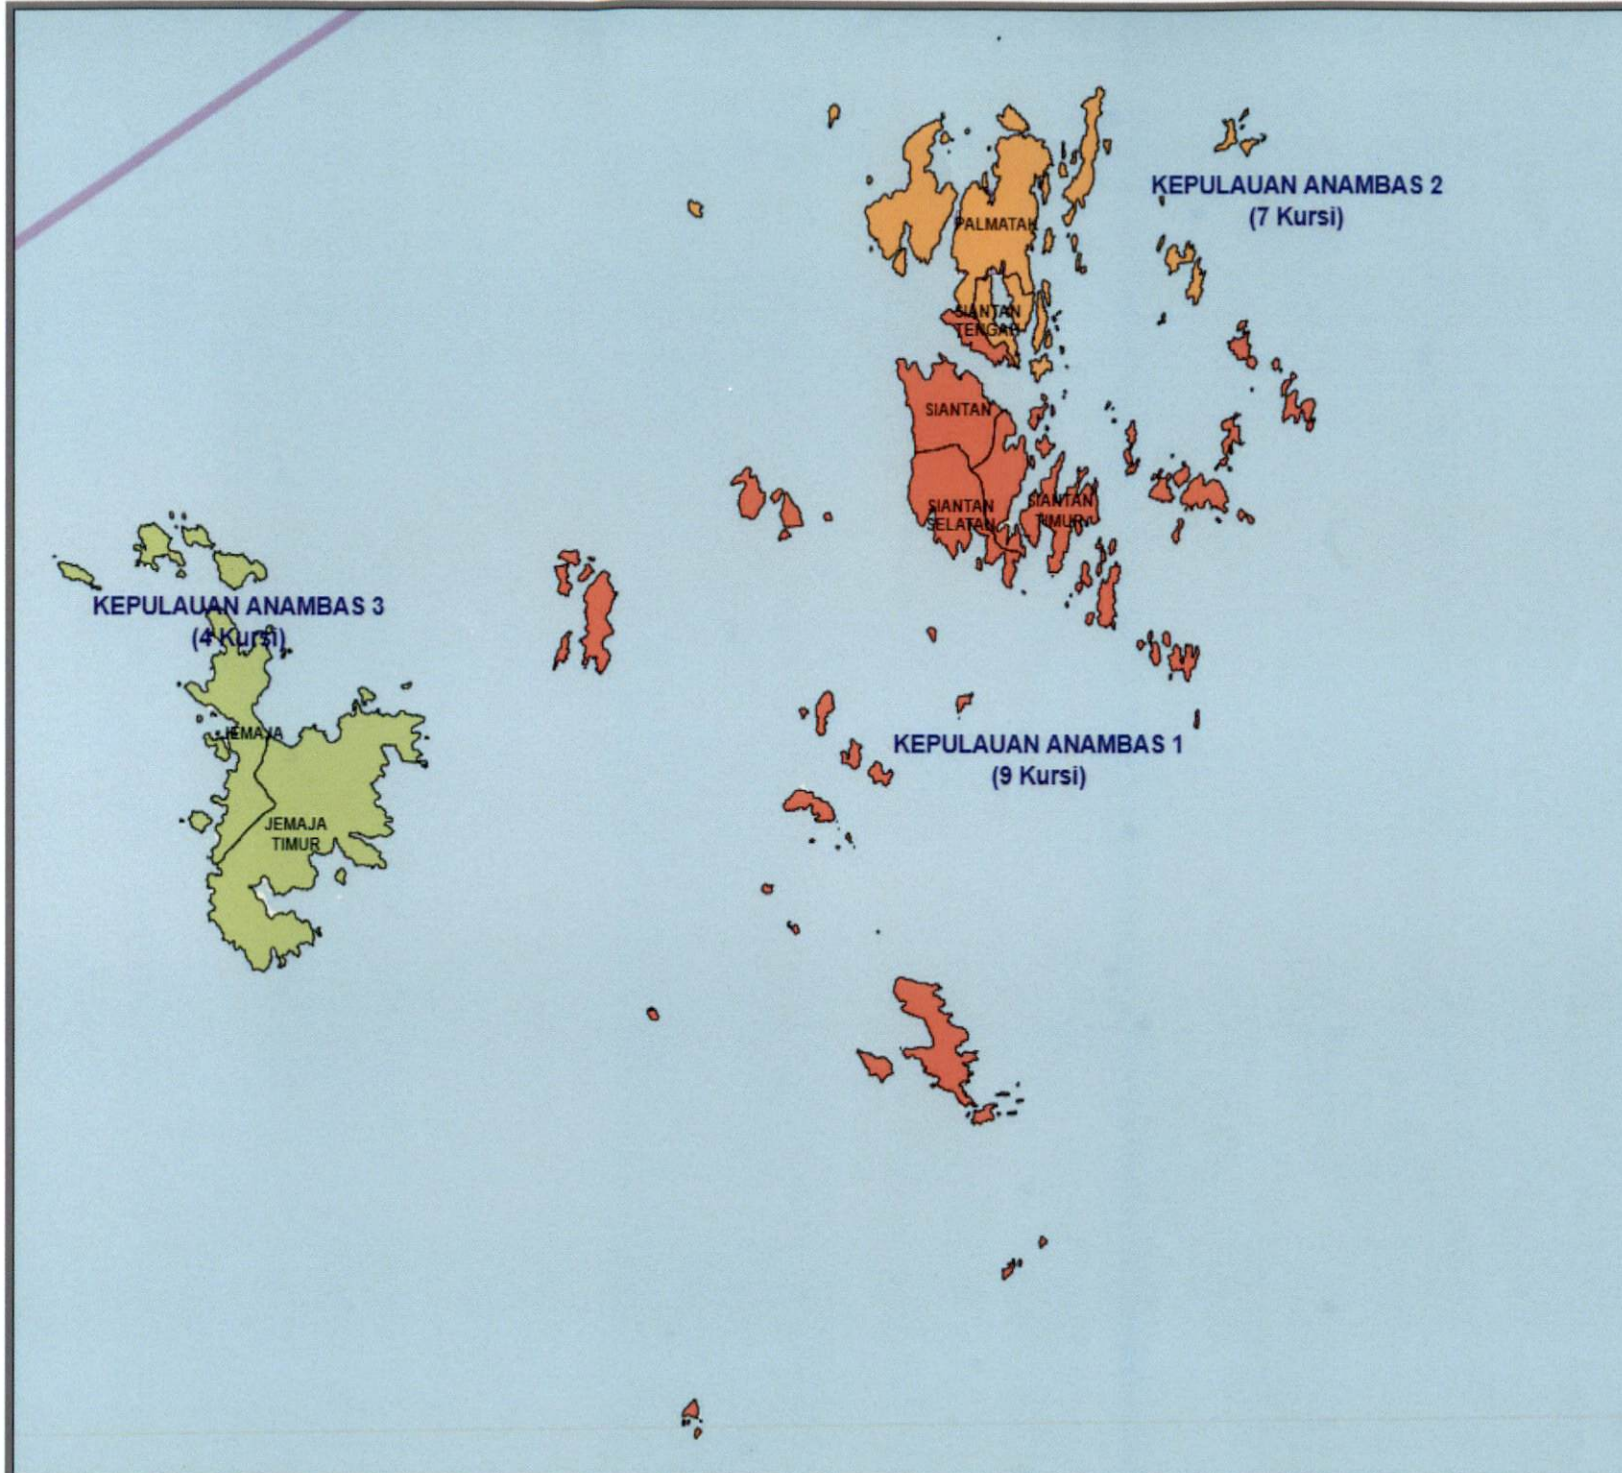 KEPULAUAN ANAMBAS 2
(7 Kursi)
PALMATAK
SIANTAN
TENGAH
SIANTAN
SIANTAN
SELATAN
SIANTAN
TIMUR
KEPULAUAN ANAMBAS 3
(4 Kursi)
JEMAJA
KEPULAUAN ANAMBAS 1
(9 Kursi)
JEMAJA
TIMUR